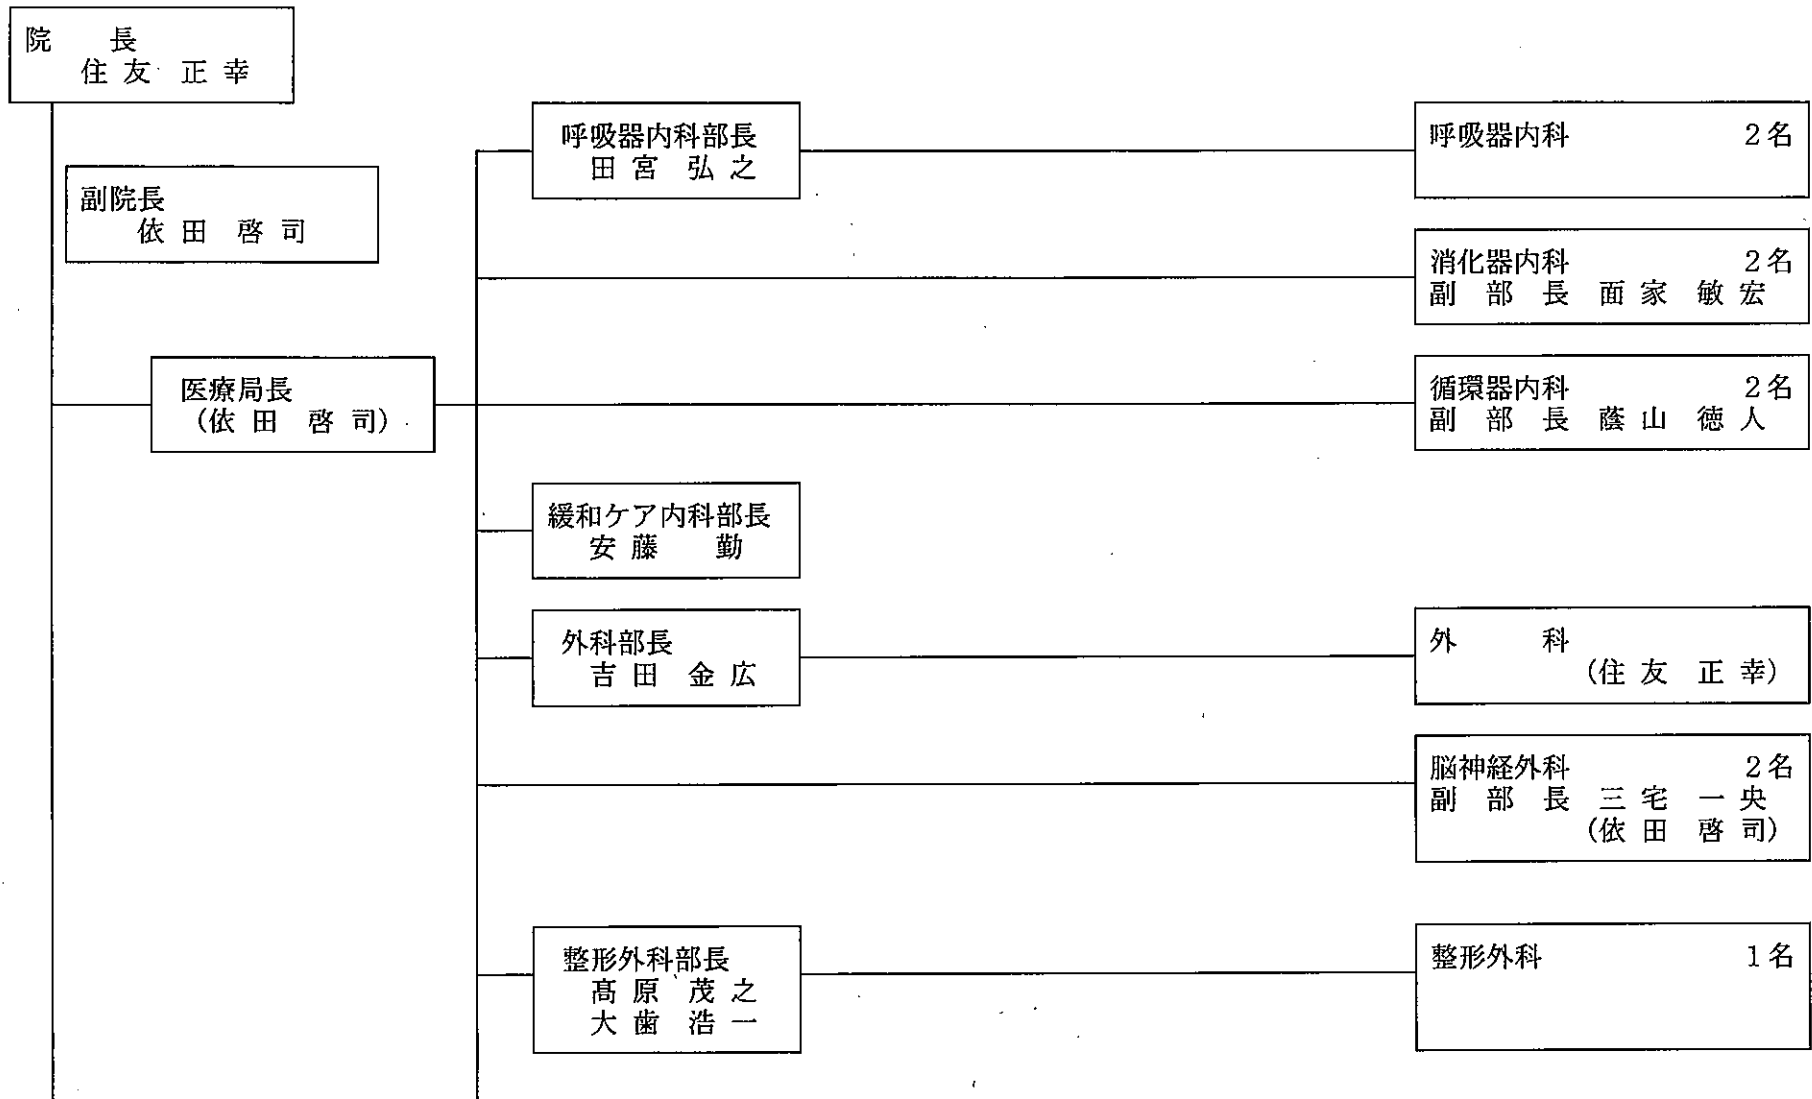 院　　長
住友　正幸
副院長
依田　啓司
医療局長
(依田　啓司)
呼吸器内科部長
田宮　弘之
呼吸器内科　2名
消化器内科　2名
副部長　面家　敏宏
循環器内科　2名
副部長　蔭山　徳人
緩和ケア内科部長
安藤　　勤
外科部長
吉田　金広
外　　科
(住友　正幸)
脳神経外科　2名
副部長　三宅　一央
(依田　啓司)
整形外科部長
髙原　茂之
大歯　浩一
整形外科　1名